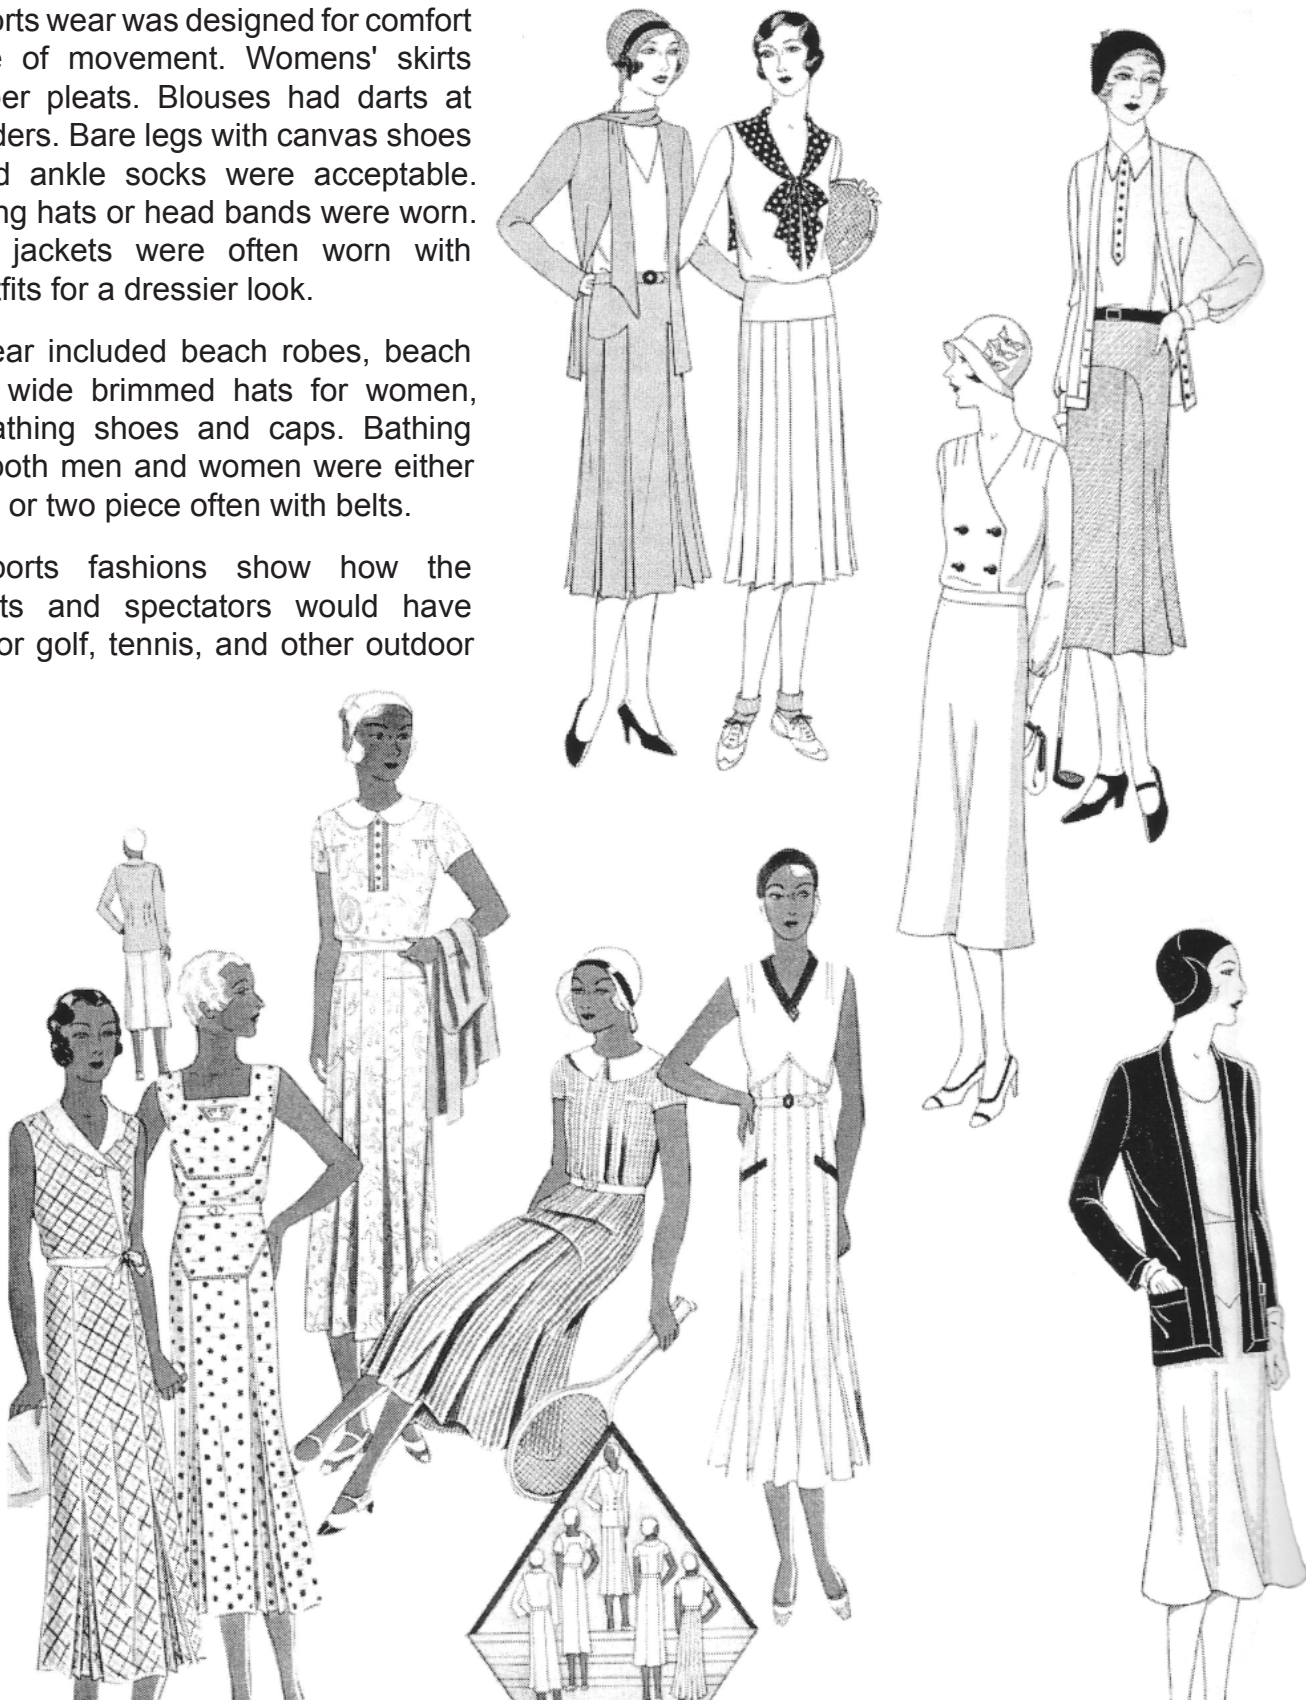 orts wear was designed for comfort
e of movement. Womens' skirts
per pleats. Blouses had darts at
ders. Bare legs with canvas shoes
d ankle socks were acceptable.
ng hats or head bands were worn.
jackets were often worn with
tfits for a dressier look.
ear included beach robes, beach
wide brimmed hats for women,
athing shoes and caps. Bathing
both men and women were either
or two piece often with belts.
ports fashions show how the
ts and spectators would have
or golf, tennis, and other outdoor